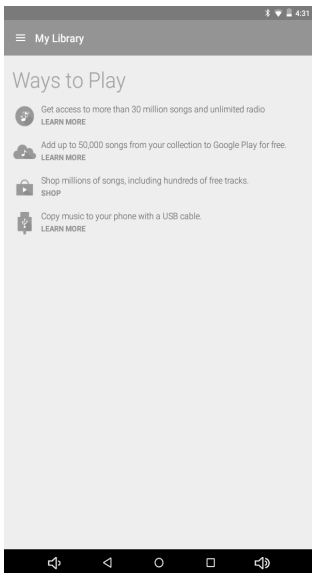 4:31
My Library
Ways to Play
Get access to more than 30 million songs and unlimited radio
LEARN MORE
Add up to 50,000 songs from your collection to Google Play for free.
LEARN MORE
Shop millions of songs, including hundreds of free tracks.
SHOP
Copy music to your phone with a USB cable.
LEARN MORE